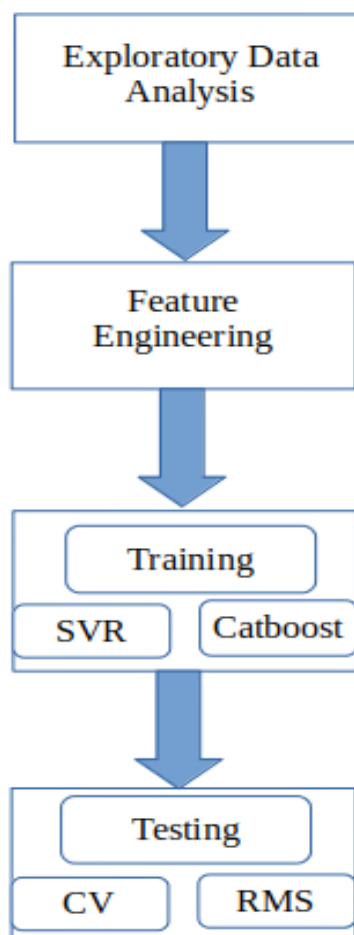 Exploratory Data
Analysis
Feature
Engineering
Training
SVR
Catboost
Testing
CV
RMS